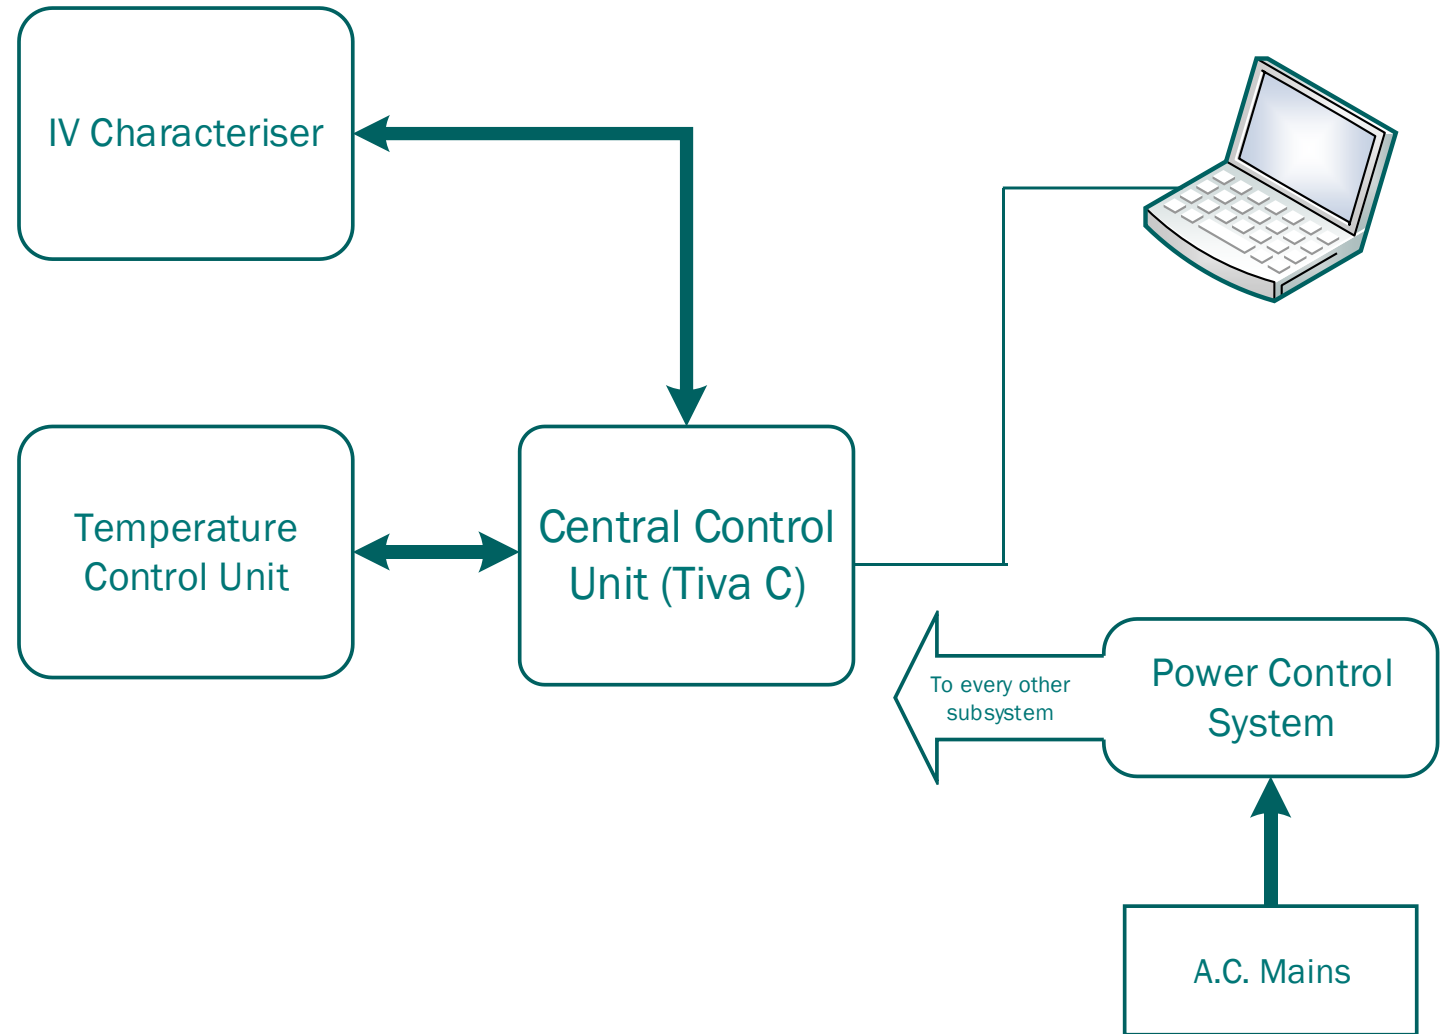 IV Characteriser
Temperature
Control Unit
Central Control
Unit (Tiva C)
To every other
subsystem
Power Control
System
A.C. Mains